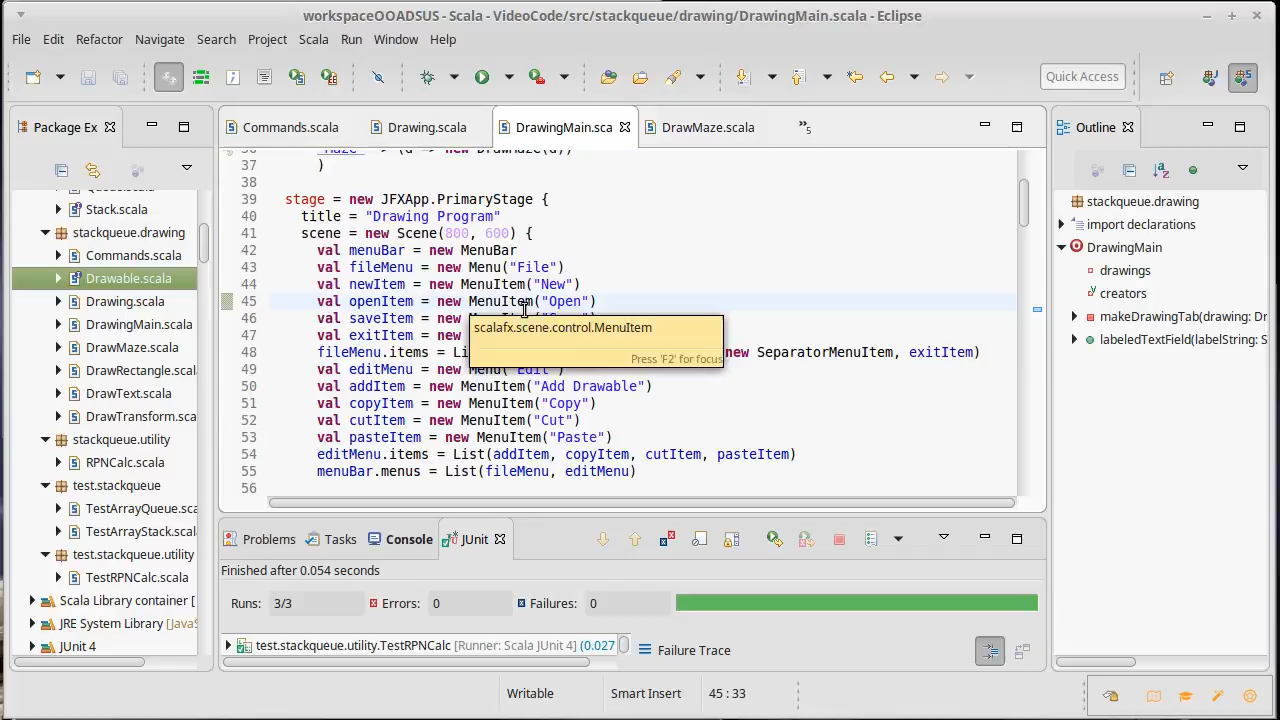 workspaceOOADSUS - Scala - VideoCode/src/stackqueue/drawing/DrawingMain.scala - Eclipse
File Edit Refactor Navigate Search Project Scala Run Window Help
Quick Access
Package Ex
Stack.scala
stackqueue.drawing
Commands.scala
Drawable.scala
Drawing.scala
DrawingMain.scala
DrawMaze.scala
DrawRectangle.scala
DrawText.scala
DrawTransform.sca
stackqueue.utility
RPNCalc.scala
test.stackqueue
TestArrayQueue.sca
TestArrayStack.scal
test.stackqueue.utility
TestRPNCalc.scala
Scala Library container [
JRE System Library [JavaS
JUnit 4
Commands.scala Drawing.scala DrawingMain.sca DrawMaze.scala »5
36 "Maze" -> (d => new DrawMaze(d))
37 )
38
39 stage = new JFXApp.PrimaryStage {
40 title = "Drawing Program"
41 scene = new Scene(800, 600) {
42 val menuBar = new MenuBar
43 val fileMenu = new Menu("File")
44 val newItem = new MenuItem("New")
45 val openItem = new MenuItem("Open")
46 val saveItem = new
47 val exitItem = new
48 fileMenu.items = Li new SeparatorMenuItem, exitItem)
49 editMenu = new Menu("Edit")
50 val addItem = new MenuItem("Add Drawable")
51 val copyItem = new MenuItem("Copy")
52 val cutItem = new MenuItem("Cut")
53 val pasteItem = new MenuItem("Paste")
54 editMenu.items = List(addItem, copyItem, cutItem, pasteItem)
55 menuBar.menus = List(fileMenu, editMenu)
56
scalafx.scene.control.MenuItem
Press 'F2' for focus
Outline
stackqueue.drawing
import declarations
DrawingMain
drawings
creators
makeDrawingTab(drawing: Dr
labeledTextField(labelString: S
Problems Tasks Console JUnit
Finished after 0.054 seconds
Runs: 3/3 Errors: 0 Failures: 0
test.stackqueue.utility.TestRPNCalc [Runner: Scala JUnit 4] (0.027
Failure Trace
Writable Smart Insert 45 : 33